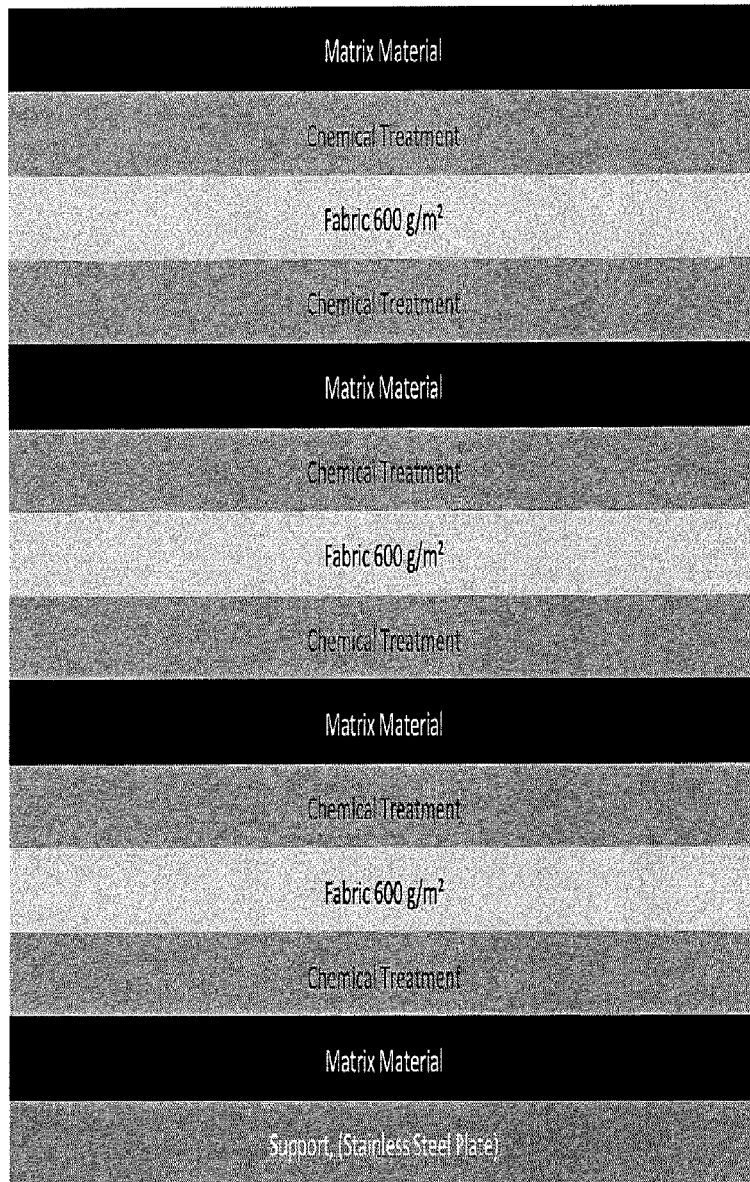 Matrix Material
Chemical Treatment
Fabric 600 g/m²
Chemical Treatment
Matrix Material
Chemical Treatment
Fabric 600 g/m²
Chemical Treatment
Matrix Material
Chemical Treatment
Fabric 600 g/m²
Chemical Treatment
Matrix Material
Support, (Stainless Steel Plate)